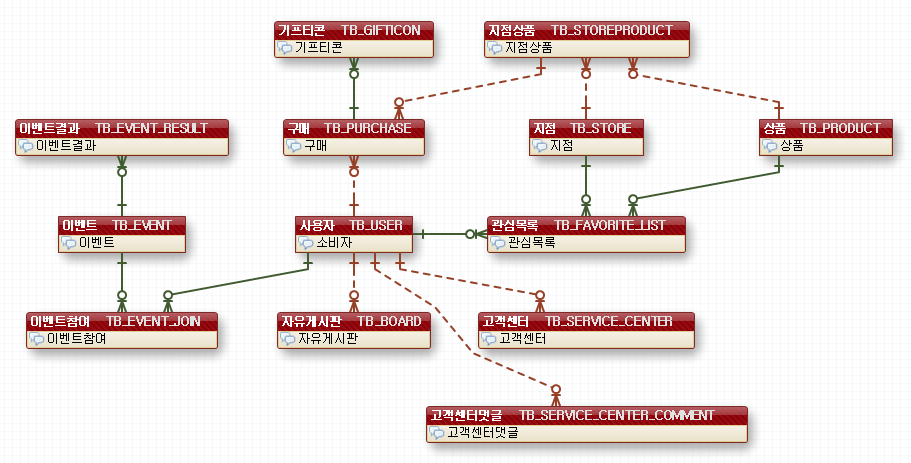 기프티콘 TB_GIFTICON
기프티콘
지점상품 TB_STOREPRODUCT
지점상품
이벤트결과 TB_EVENT_RESULT
이벤트결과
구매 TB_PURCHASE
구매
지점 TB_STORE
지점
상품 TB_PRODUCT
상품
이벤트 TB_EVENT
이벤트
사용자 TB_USER
소비자
관심목록 TB_FAVORITE_LIST
관심목록
이벤트참여 TB_EVENT_JOIN
이벤트참여
자유게시판 TB_BOARD
자유게시판
고객센터 TB_SERVICE_CENTER
고객센터
고객센터댓글 TB_SERVICE_CENTER_COMMENT
고객센터댓글